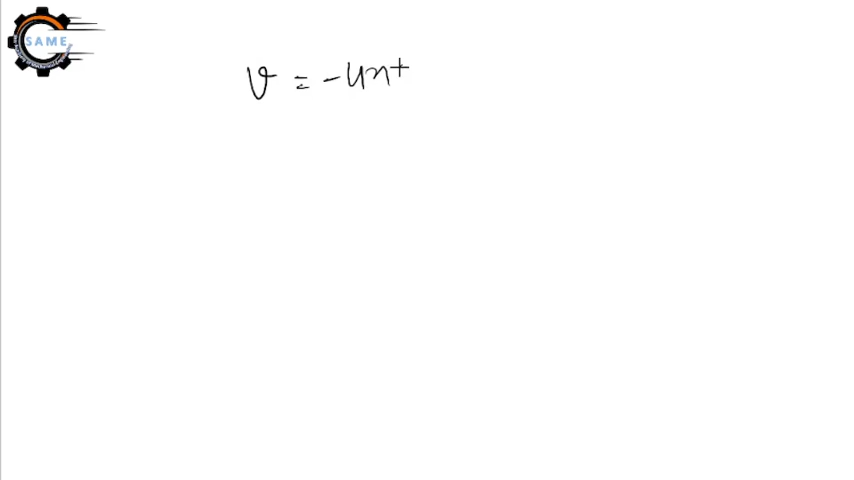 SAME
v = -4x+